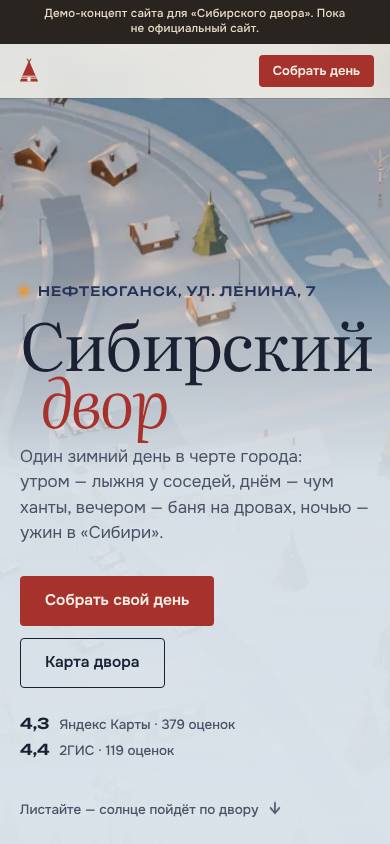 Демо-концепт сайта для «Сибирского двора». Пока
не официальный сайт.
Собрать день
НЕФТЕЮГАНСК, УЛ. ЛЕНИНА, 7
Сибирский
двор
Один зимний день в черте города:
утром — лыжня у соседей, днём — чум
ханты, вечером — баня на дровах, ночью —
ужин в «Сибири».
Собрать свой день
Карта двора
4,3 Яндекс Карты · 379 оценок
4,4 2ГИС · 119 оценок
Листайте — солнце пойдёт по двору ↓